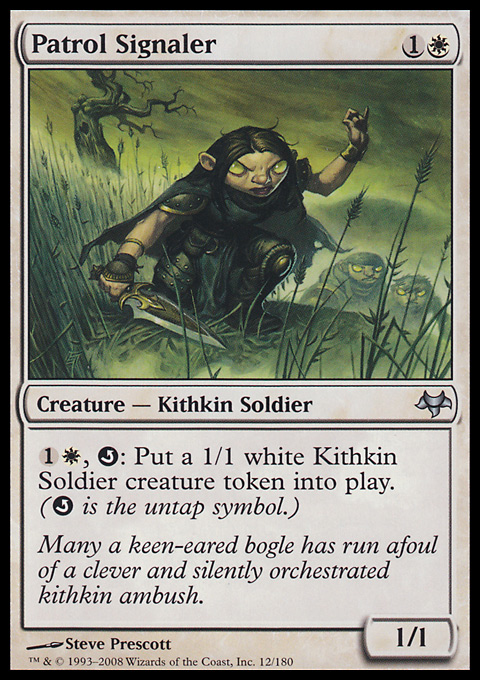 Patrol Signaler 1
Creature — Kithkin Soldier
1 , : Put a 1/1 white Kithkin
Soldier creature token into play.
( is the untap symbol.)
Many a keen-eared bogle has run afoul
of a clever and silently orchestrated
kithkin ambush.
Steve Prescott
1/1
™ & © 1993–2008 Wizards of the Coast, Inc. 12/180